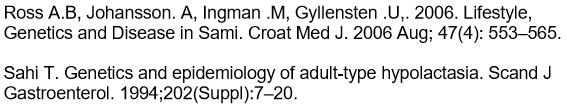 Ross A.B, Johansson. A, Ingman .M, Gyllensten .U,. 2006. Lifestyle,
Genetics and Disease in Sami. Croat Med J. 2006 Aug; 47(4): 553–565.
Sahi T. Genetics and epidemiology of adult-type hypolactasia. Scand J
Gastroenterol. 1994;202(Suppl):7–20.